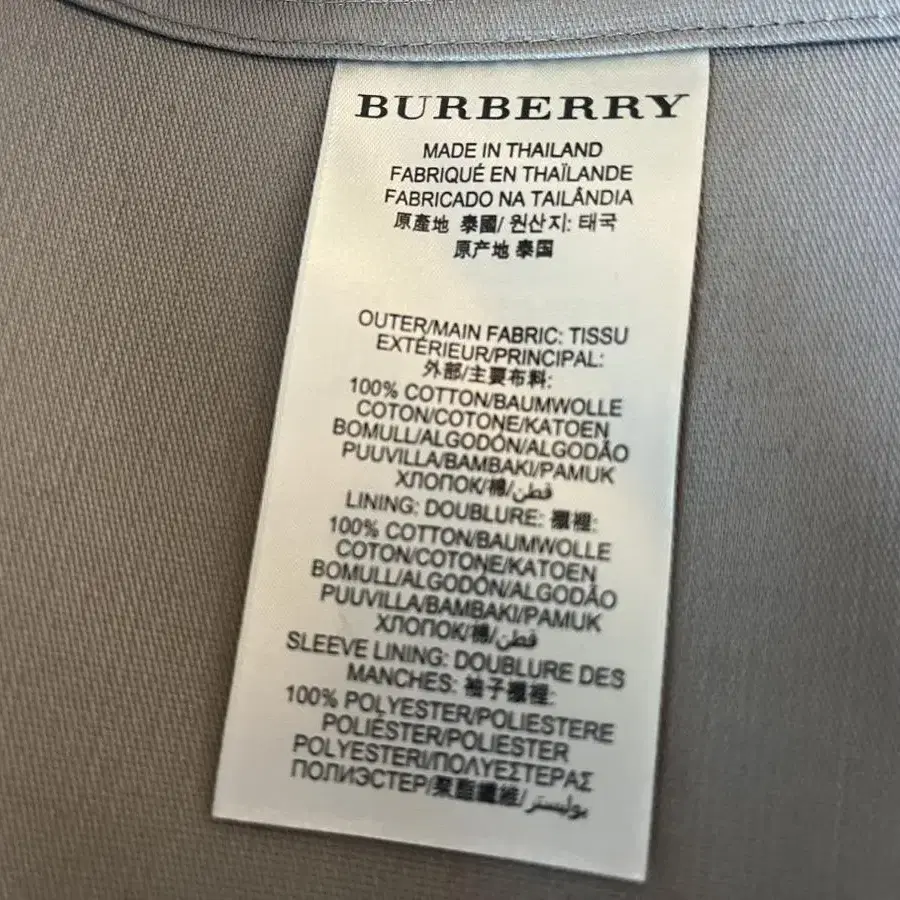 BURBERRY
MADE IN THAILAND
FABRIQUÉ EN THAÏLANDE
FABRICADO NA TAILÂNDIA
原產地 泰國/ 원산지: 태국
原产地 泰国
OUTER/MAIN FABRIC: TISSU
EXTÉRIEUR/PRINCIPAL:
外部/主要布料:
100% COTTON/BAUMWOLLE
COTON/COTONE/KATOEN
BOMULL/ALGODÓN/ALGODÃO
PUUVILLA/BAMBAKI/PAMUK
ХЛОПОК/棉/قطن
LINING: DOUBLURE: 襯裡:
100% COTTON/BAUMWOLLE
COTON/COTONE/KATOEN
BOMULL/ALGODÓN/ALGODÃO
PUUVILLA/BAMBAKI/PAMUK
ХЛОПОК/棉/قطن
SLEEVE LINING: DOUBLURE DES
MANCHES: 袖子襯裡:
100% POLYESTER/POLIESTERE
POLIÉSTER/POLIESTER
POLYESTERI/ΠΟΛΥΕΣΤΕΡΑΣ
ПОЛИЭСТЕР/聚脂纖維/بوليستر